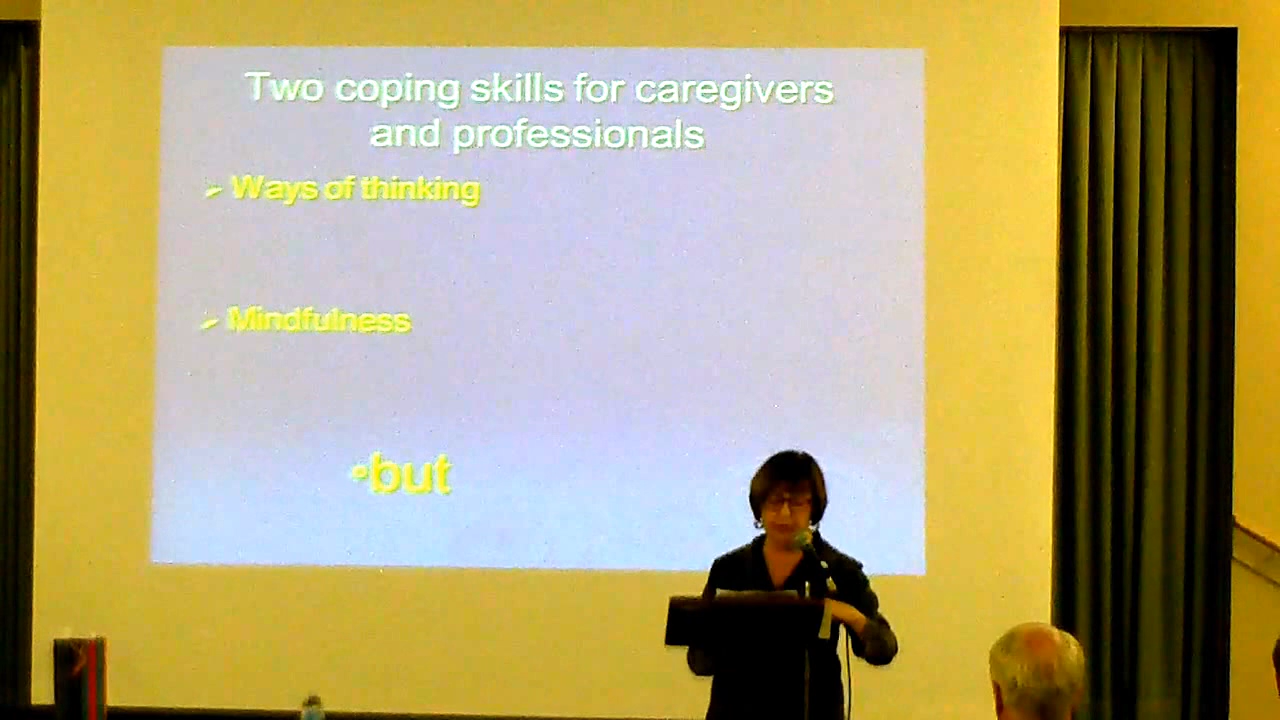 Two coping skills for caregivers
and professionals
➢ Ways of thinking
➢ Mindfulness
•but